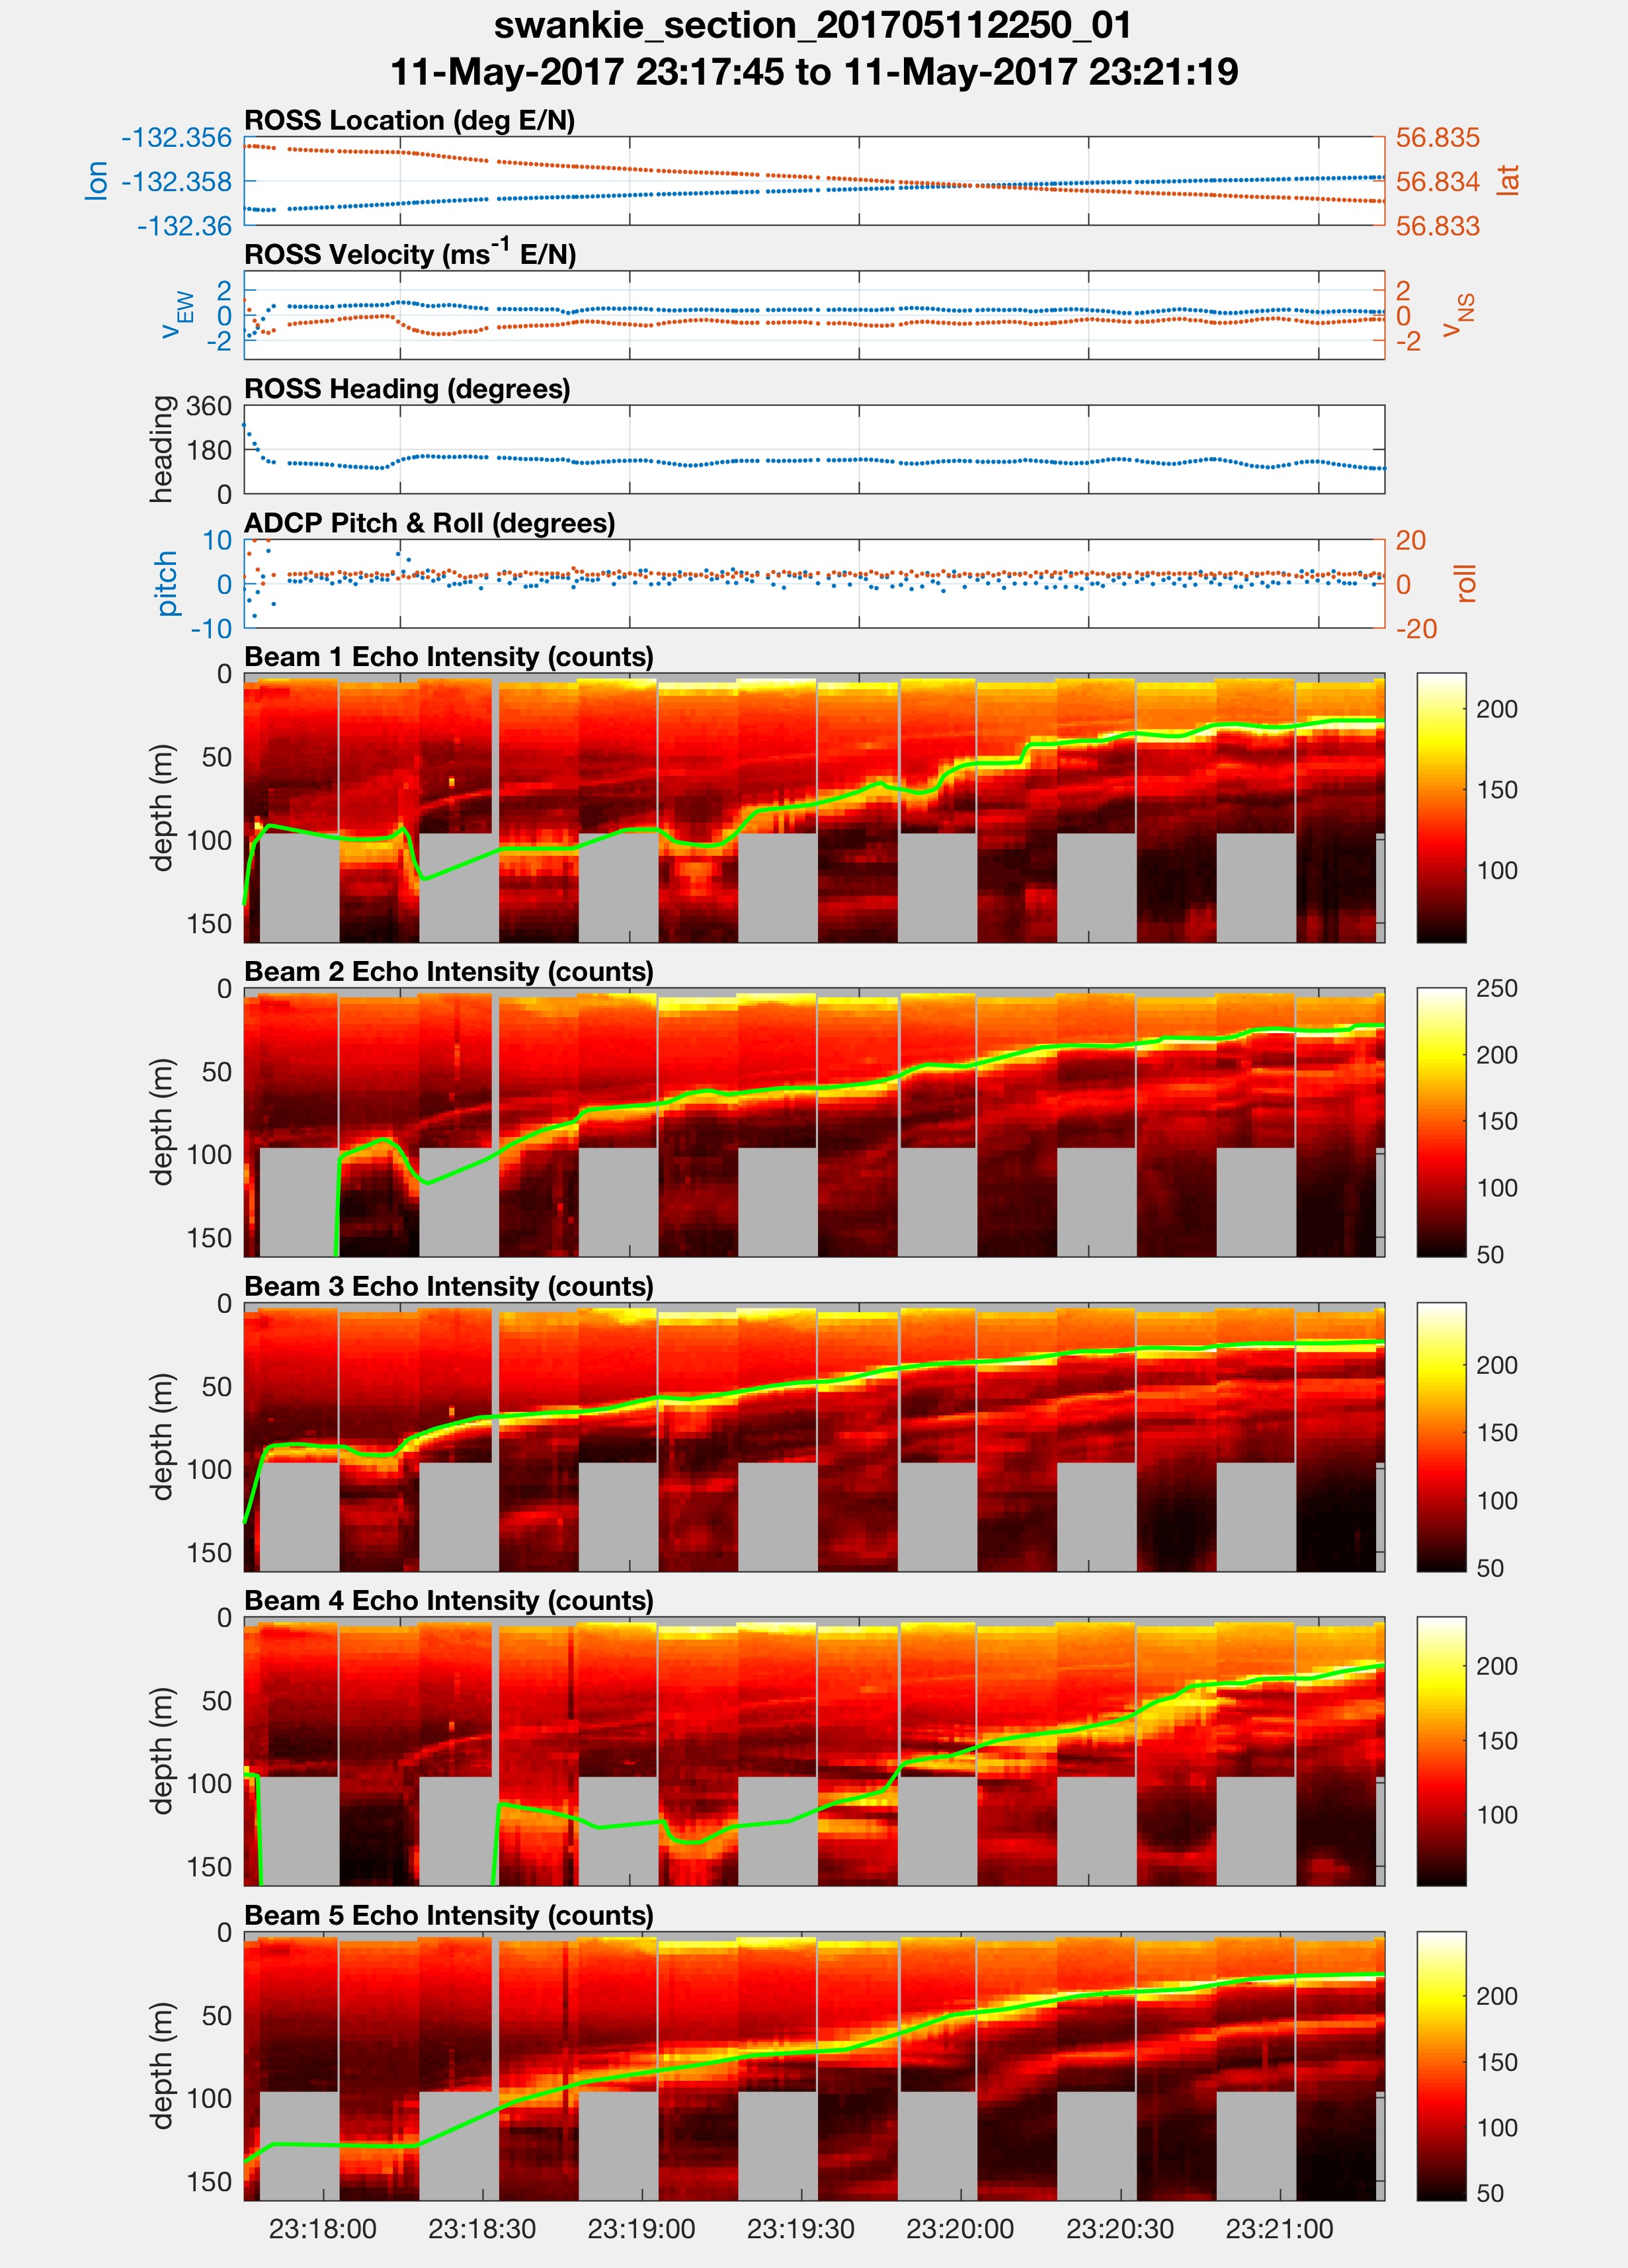 swankie_section_201705112250_01
11-May-2017 23:17:45 to 11-May-2017 23:21:19
ROSS Location (deg E/N)
-132.356
-132.358
-132.36
lon
56.835
56.834
56.833
lat
ROSS Velocity (ms-1 E/N)
2
0
-2
vEW
2
0
-2
vNS
ROSS Heading (degrees)
360
180
0
heading
ADCP Pitch & Roll (degrees)
10
0
-10
pitch
20
0
-20
roll
Beam 1 Echo Intensity (counts)
0
50
100
150
depth (m)
200
150
100
Beam 2 Echo Intensity (counts)
0
50
100
150
depth (m)
250
200
150
100
50
Beam 3 Echo Intensity (counts)
0
50
100
150
depth (m)
200
150
100
50
Beam 4 Echo Intensity (counts)
0
50
100
150
depth (m)
200
150
100
Beam 5 Echo Intensity (counts)
0
50
100
150
depth (m)
200
150
100
50
23:18:00 23:18:30 23:19:00 23:19:30 23:20:00 23:20:30 23:21:00